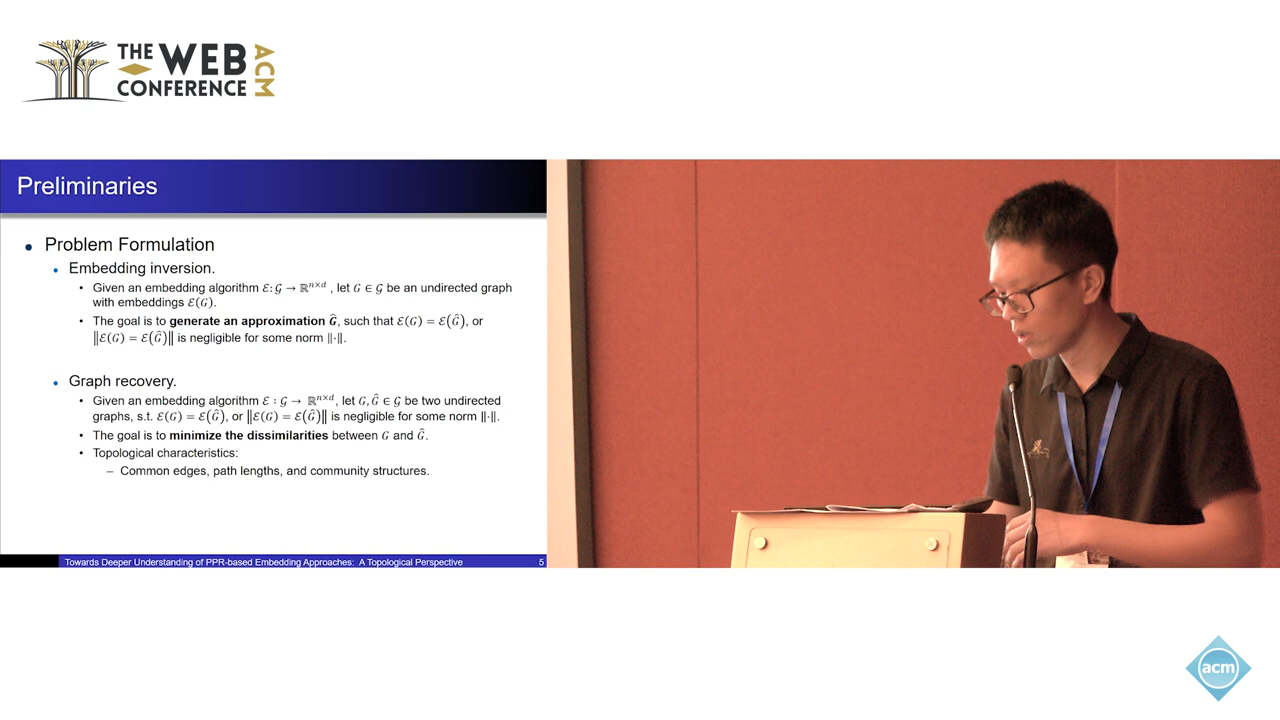 THE WEB CONFERENCE ACM
Preliminaries
• Problem Formulation
• Embedding inversion.
• Given an embedding algorithm ℰ: 𝒢 → ℝⁿˣᵈ , let G ∈ 𝒢 be an undirected graph
with embeddings ℰ(G).
• The goal is to generate an approximation Ĝ, such that ℰ(G) = ℰ(Ĝ), or
‖ℰ(G) = ℰ(Ĝ)‖ is negligible for some norm ‖·‖.
• Graph recovery.
• Given an embedding algorithm ℰ : 𝒢 → ℝⁿˣᵈ, let G, Ĝ ∈ 𝒢 be two undirected
graphs, s.t. ℰ(G) = ℰ(Ĝ), or ‖ℰ(G) = ℰ(Ĝ)‖ is negligible for some norm ‖·‖.
• The goal is to minimize the dissimilarities between G and Ĝ.
• Topological characteristics:
– Common edges, path lengths, and community structures.
Towards Deeper Understanding of PPR-based Embedding Approaches: A Topological Perspective 5
acm